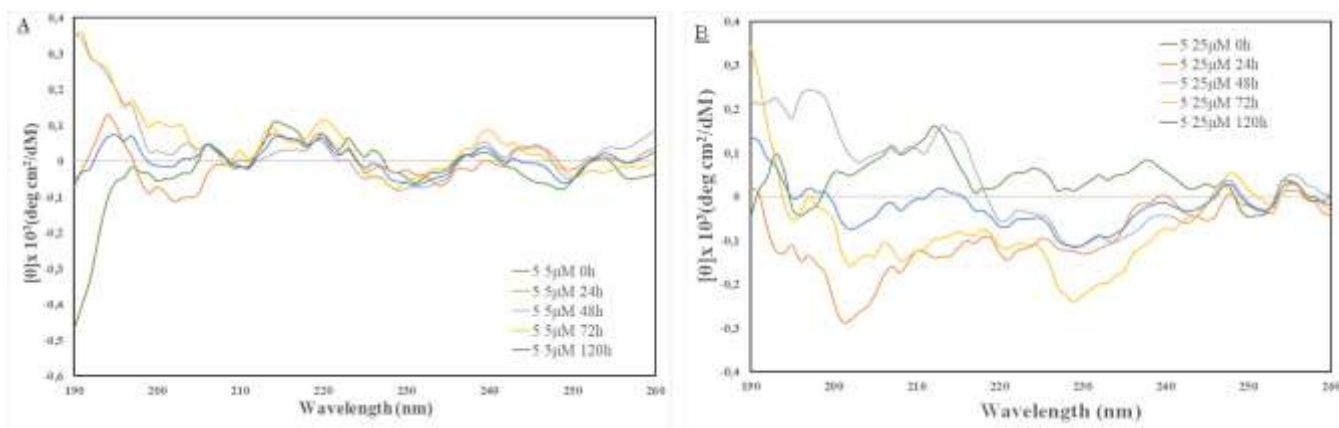 A
[θ]x 10³(deg cm²/dM)
0,4
0,3
0,2
0,1
0
-0,1
-0,2
-0,3
-0,4
-0,5
-0,6
5 5µM 0h
5 5µM 24h
5 5µM 48h
5 5µM 72h
5 5µM 120h
190 200 210 220 230 240 250 260
Wavelength (nm)
B
[θ]x 10³(deg cm²/dM)
0,4
0,3
0,2
0,1
0
-0,1
-0,2
-0,3
-0,4
5 25µM 0h
5 25µM 24h
5 25µM 48h
5 25µM 72h
5 25µM 120h
190 200 210 220 230 240 250 260
Wavelength (nm)